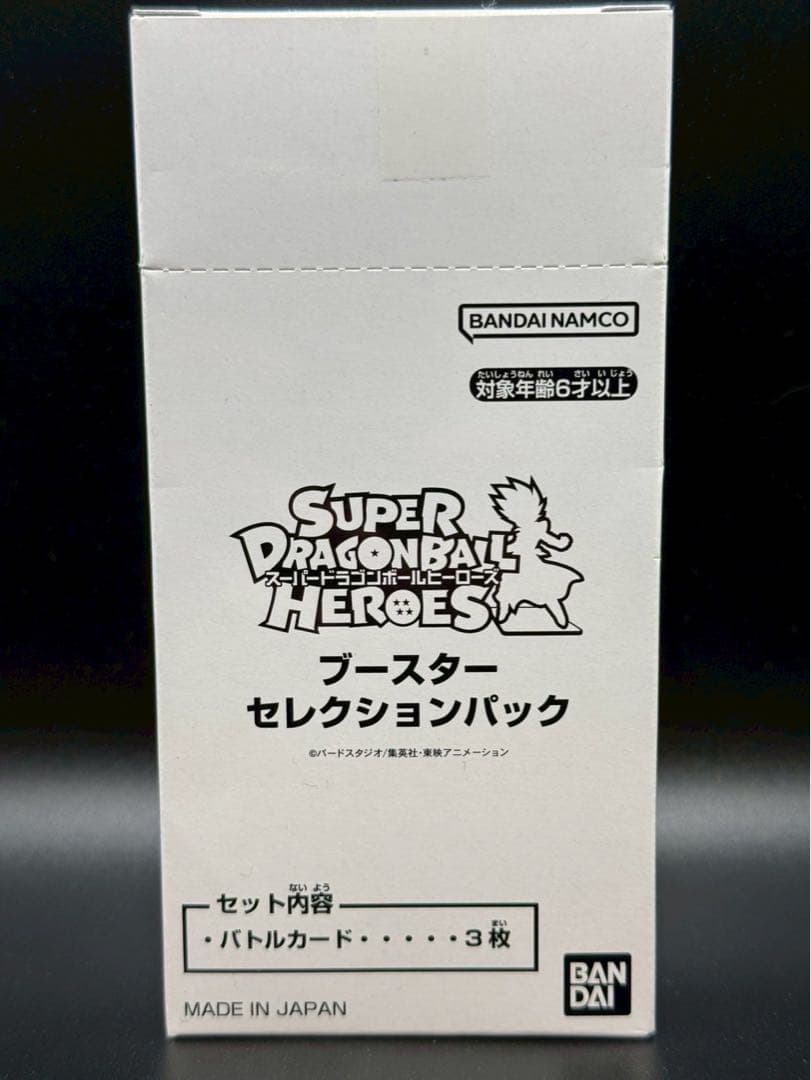 BANDAI NAMCO
たいしょうねんれい さい いじょう
対象年齢6才以上
SUPER
DRAGONBALL
スーパードラゴンボールヒーローズ
HEROES
ブースター
セレクションパック
©バードスタジオ/集英社・東映アニメーション
ないよう
セット内容
まい
・バトルカード・・・・・3枚
BAN
DAI
MADE IN JAPAN